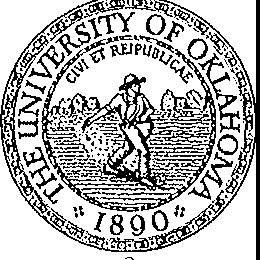 THE UNIVERSITY OF OKLAHOMA
CIVI ET REIPUBLICAE
1890